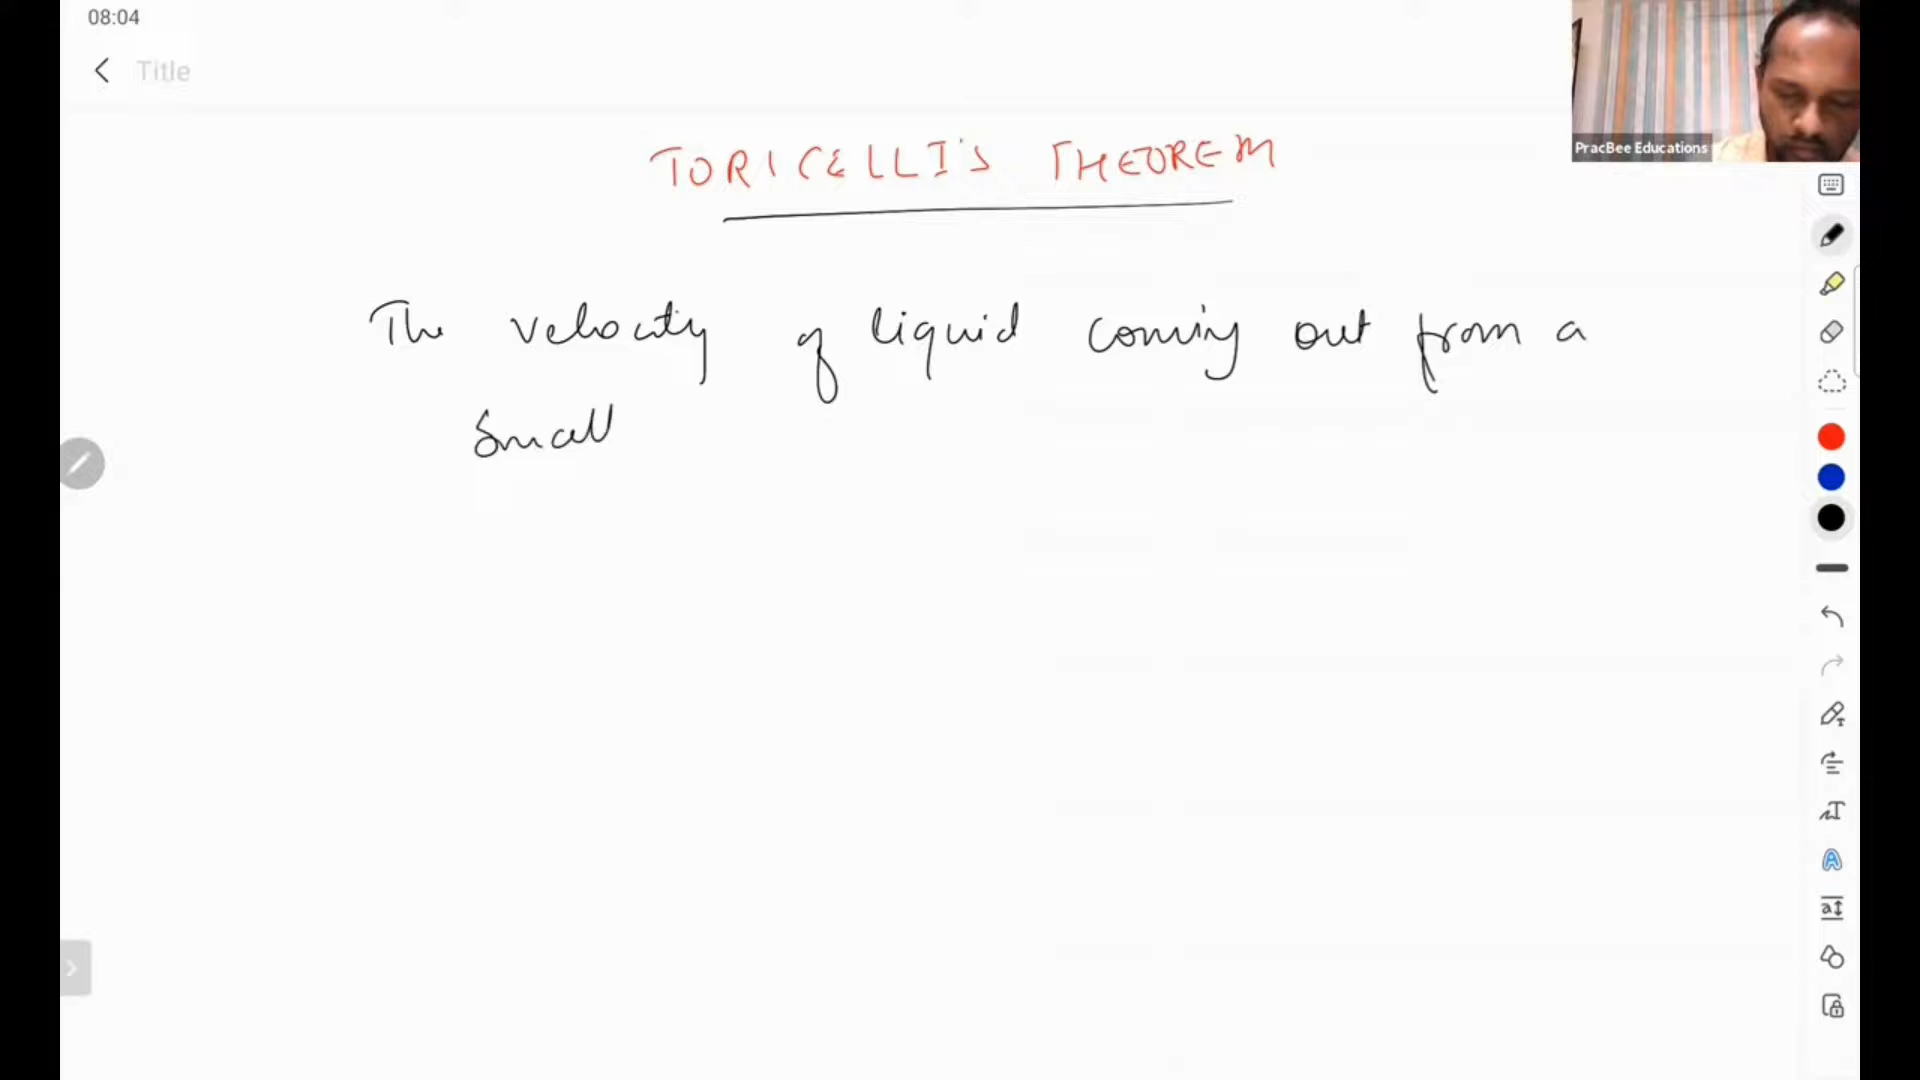 08:04
Title
PracBee Educations
TORICELLI'S THEOREM
The velocity of liquid coming out from a
small